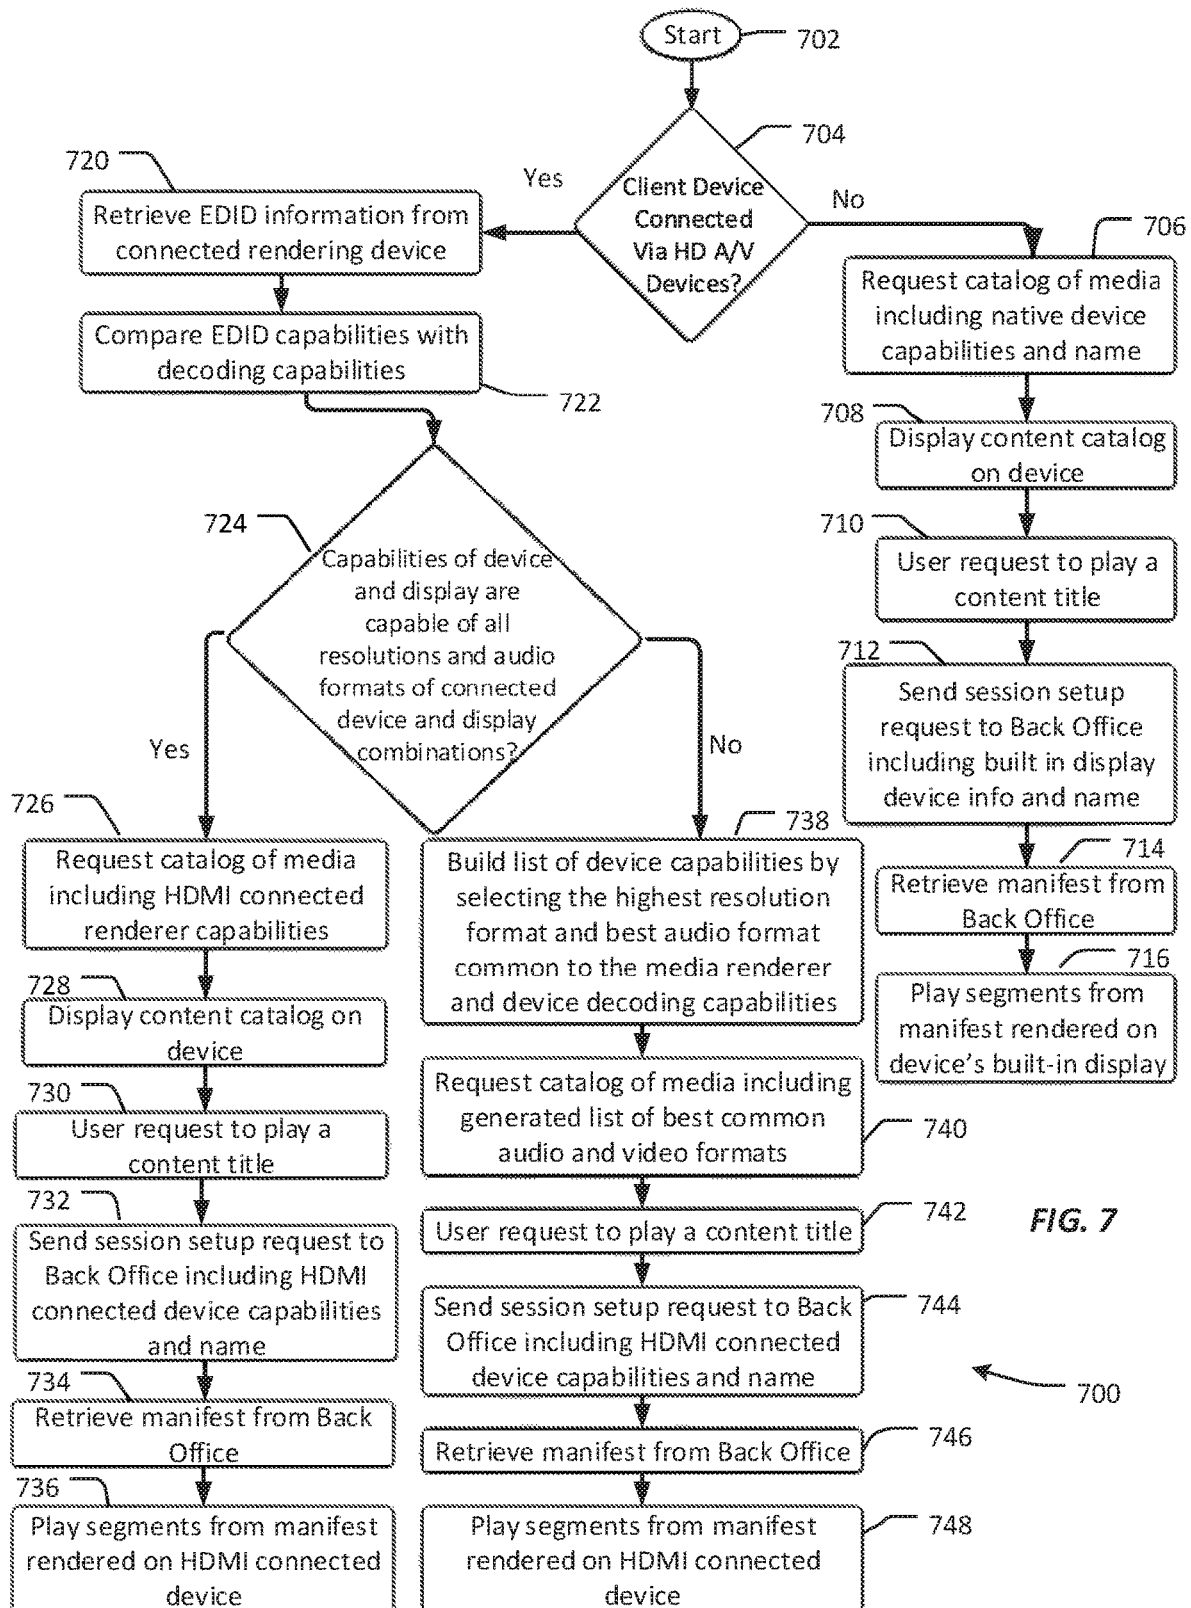 Start
702
704
Client Device
Connected
Via HD A/V
Devices?
Yes
No
720
Retrieve EDID information from
connected rendering device
Compare EDID capabilities with
decoding capabilities
722
724
Capabilities of device
and display are
capable of all
resolutions and audio
formats of connected
device and display
combinations?
Yes
No
726
Request catalog of media
including HDMI connected
renderer capabilities
728
Display content catalog on
device
730
User request to play a
content title
732
Send session setup request to
Back Office including HDMI
connected device capabilities
and name
734
Retrieve manifest from Back
Office
736
Play segments from manifest
rendered on HDMI connected
device
738
Build list of device capabilities by
selecting the highest resolution
format and best audio format
common to the media renderer
and device decoding capabilities
Request catalog of media including
generated list of best common
audio and video formats
740
User request to play a content title
742
Send session setup request to Back
Office including HDMI connected
device capabilities and name
744
Retrieve manifest from Back Office
746
Play segments from manifest
rendered on HDMI connected
device
748
706
Request catalog of media
including native device
capabilities and name
708
Display content catalog
on device
710
User request to play a
content title
712
Send session setup
request to Back Office
including built in display
device info and name
714
Retrieve manifest from
Back Office
716
Play segments from
manifest rendered on
device's built-in display
FIG. 7
700